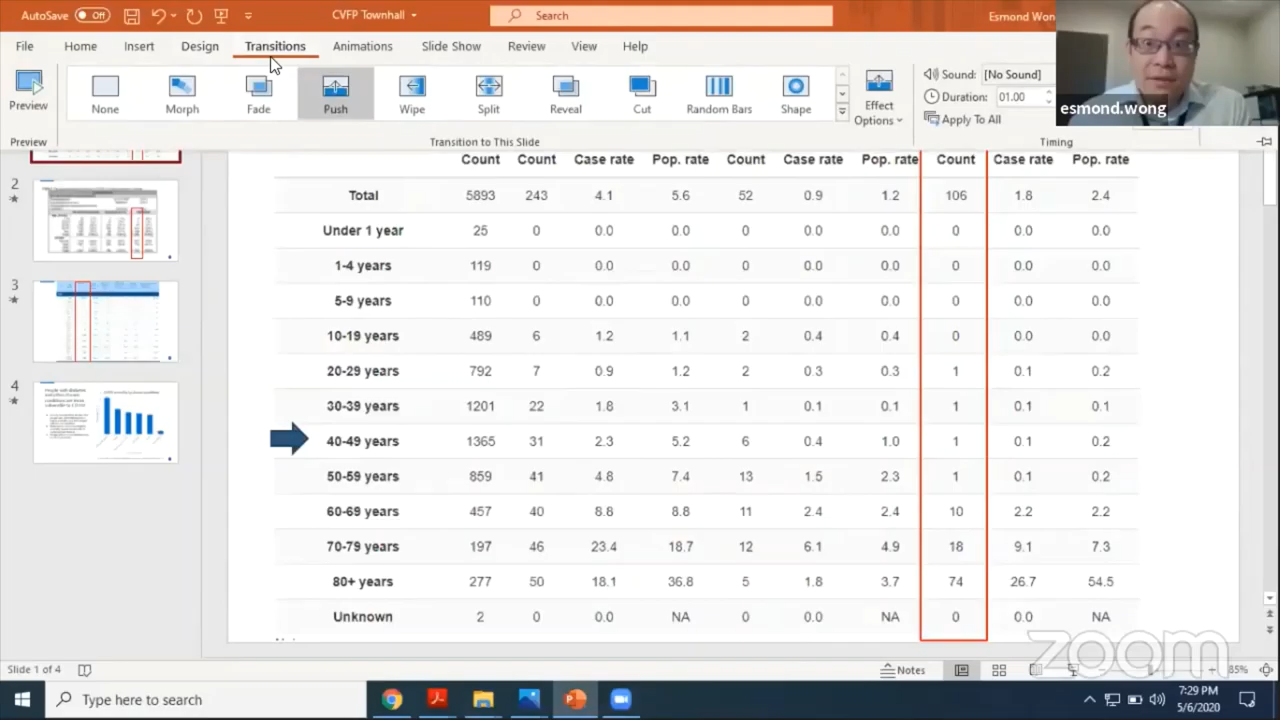 AutoSave Off CVFP Townhall Search Esmond Won
File Home Insert Design Transitions Animations Slide Show Review View Help
Preview None Morph Fade Push Wipe Split Reveal Cut Random Bars Shape Effect Options
Sound: [No Sound]
Duration: 01.00
Apply To All
Preview Transition to This Slide Timing
esmond.wong
Count Count Case rate Pop. rate Count Case rate Pop. rate Count Case rate Pop. rate
Total 5893 243 4.1 5.6 52 0.9 1.2 106 1.8 2.4
Under 1 year 25 0 0.0 0.0 0 0.0 0.0 0 0.0 0.0
1-4 years 119 0 0.0 0.0 0 0.0 0.0 0 0.0 0.0
5-9 years 110 0 0.0 0.0 0 0.0 0.0 0 0.0 0.0
10-19 years 489 6 1.2 1.1 2 0.4 0.4 0 0.0 0.0
20-29 years 792 7 0.9 1.2 2 0.3 0.3 1 0.1 0.2
30-39 years 1201 22 1.8 3.1 0.1 0.1 1 0.1 0.1
40-49 years 1365 31 2.3 5.2 6 0.4 1.0 1 0.1 0.2
50-59 years 859 41 4.8 7.4 13 1.5 2.3 1 0.1 0.2
60-69 years 457 40 8.8 8.8 11 2.4 2.4 10 2.2 2.2
70-79 years 197 46 23.4 18.7 12 6.1 4.9 18 9.1 7.3
80+ years 277 50 18.1 36.8 5 1.8 3.7 74 26.7 54.5
Unknown 2 0 0.0 NA 0 0.0 NA 0 0.0 NA
2
3
4
zoom
Slide 1 of 4 Notes 85%
Type here to search
7:29 PM
5/6/2020